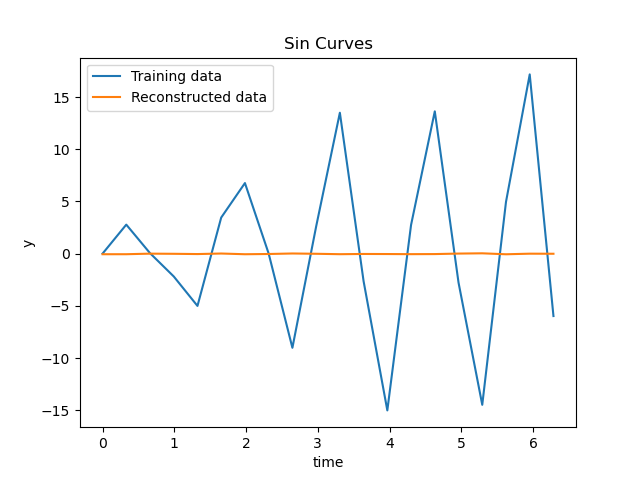 Sin Curves
Training data
Reconstructed data
15
10
5
0
−5
−10
−15
y
0 1 2 3 4 5 6
time